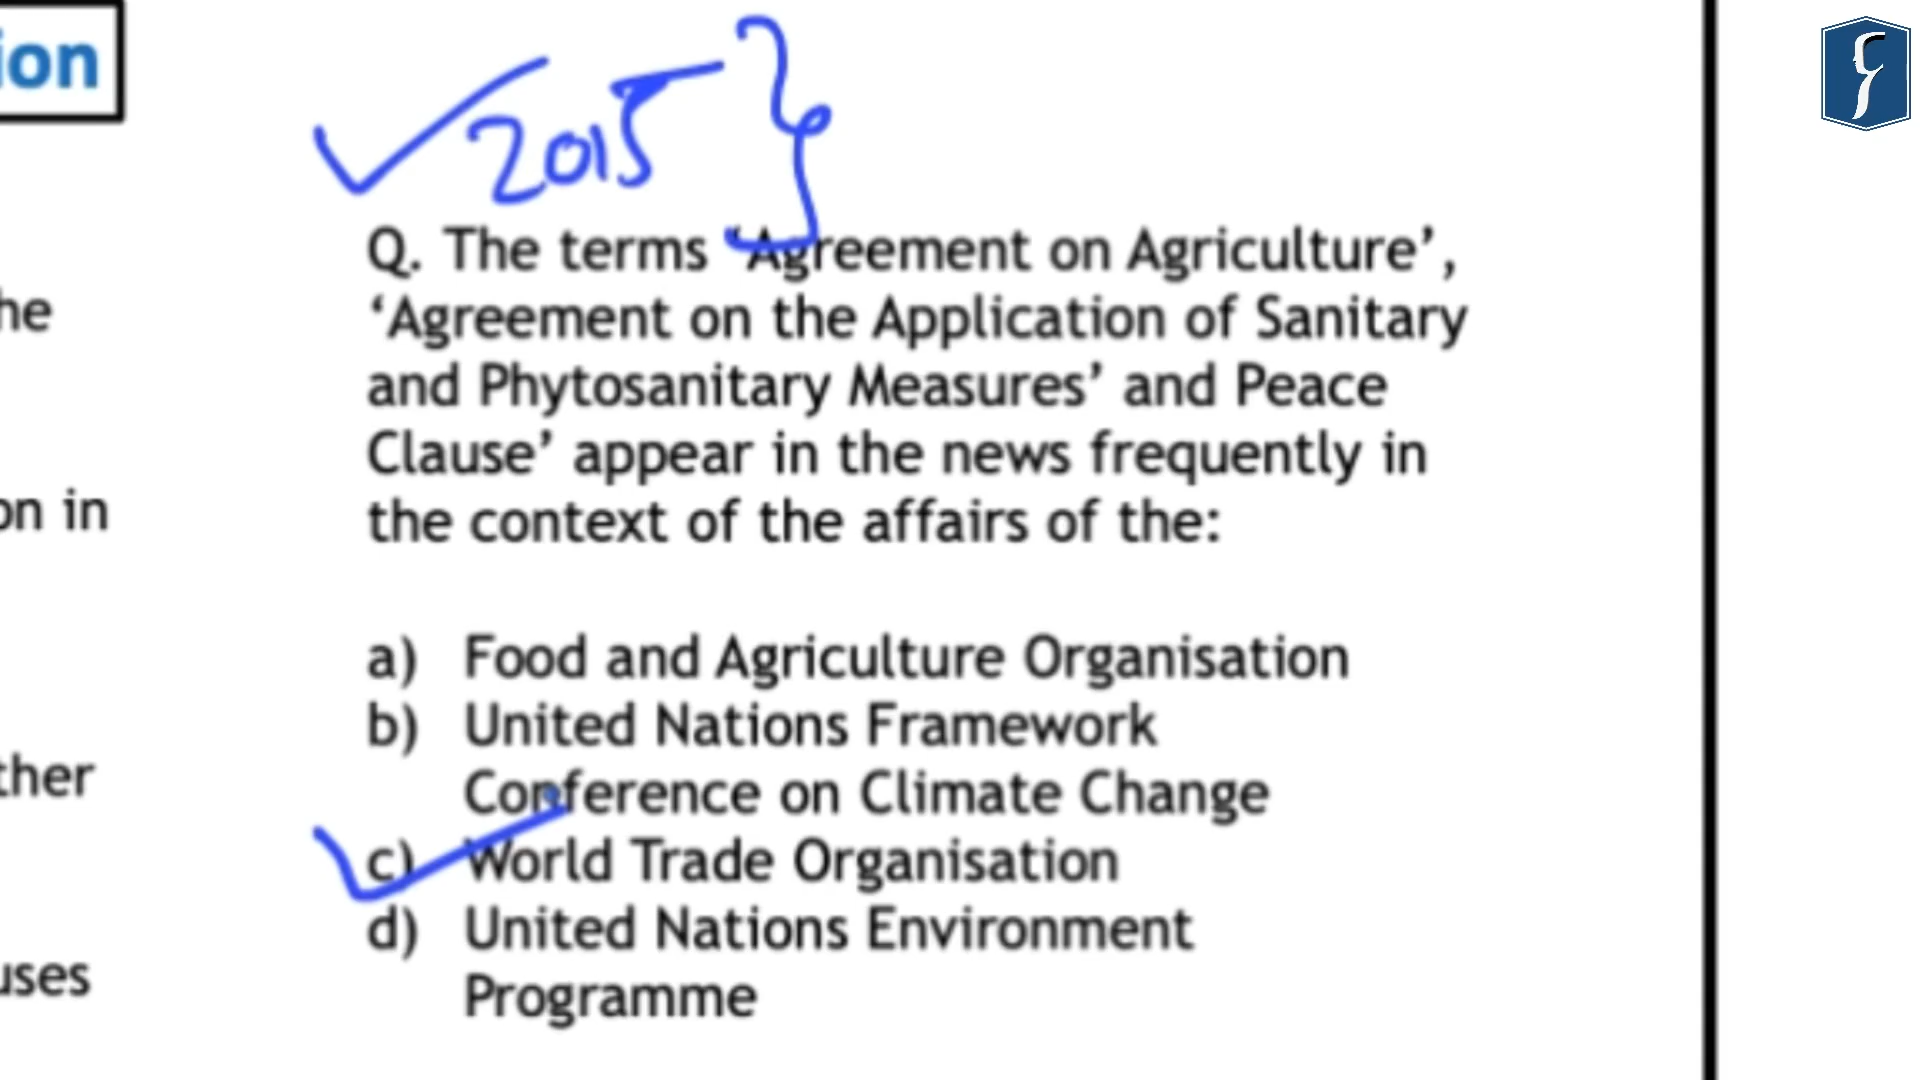 ion
2015
he
on in
ther
uses
Q. The terms ‘Agreement on Agriculture’,
‘Agreement on the Application of Sanitary
and Phytosanitary Measures’ and Peace
Clause’ appear in the news frequently in
the context of the affairs of the:
a) Food and Agriculture Organisation
b) United Nations Framework
Conference on Climate Change
c) World Trade Organisation
d) United Nations Environment
Programme